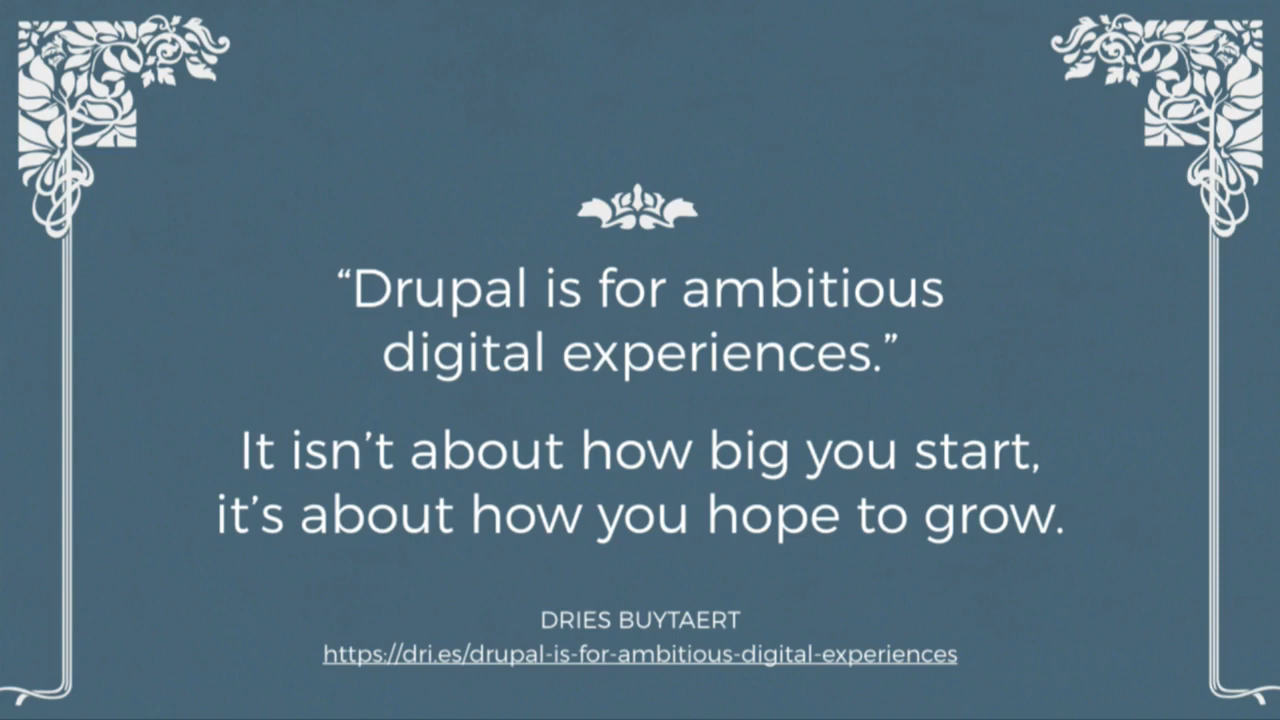 “Drupal is for ambitious
digital experiences.”
It isn’t about how big you start,
it’s about how you hope to grow.
DRIES BUYTAERT
https://dri.es/drupal-is-for-ambitious-digital-experiences